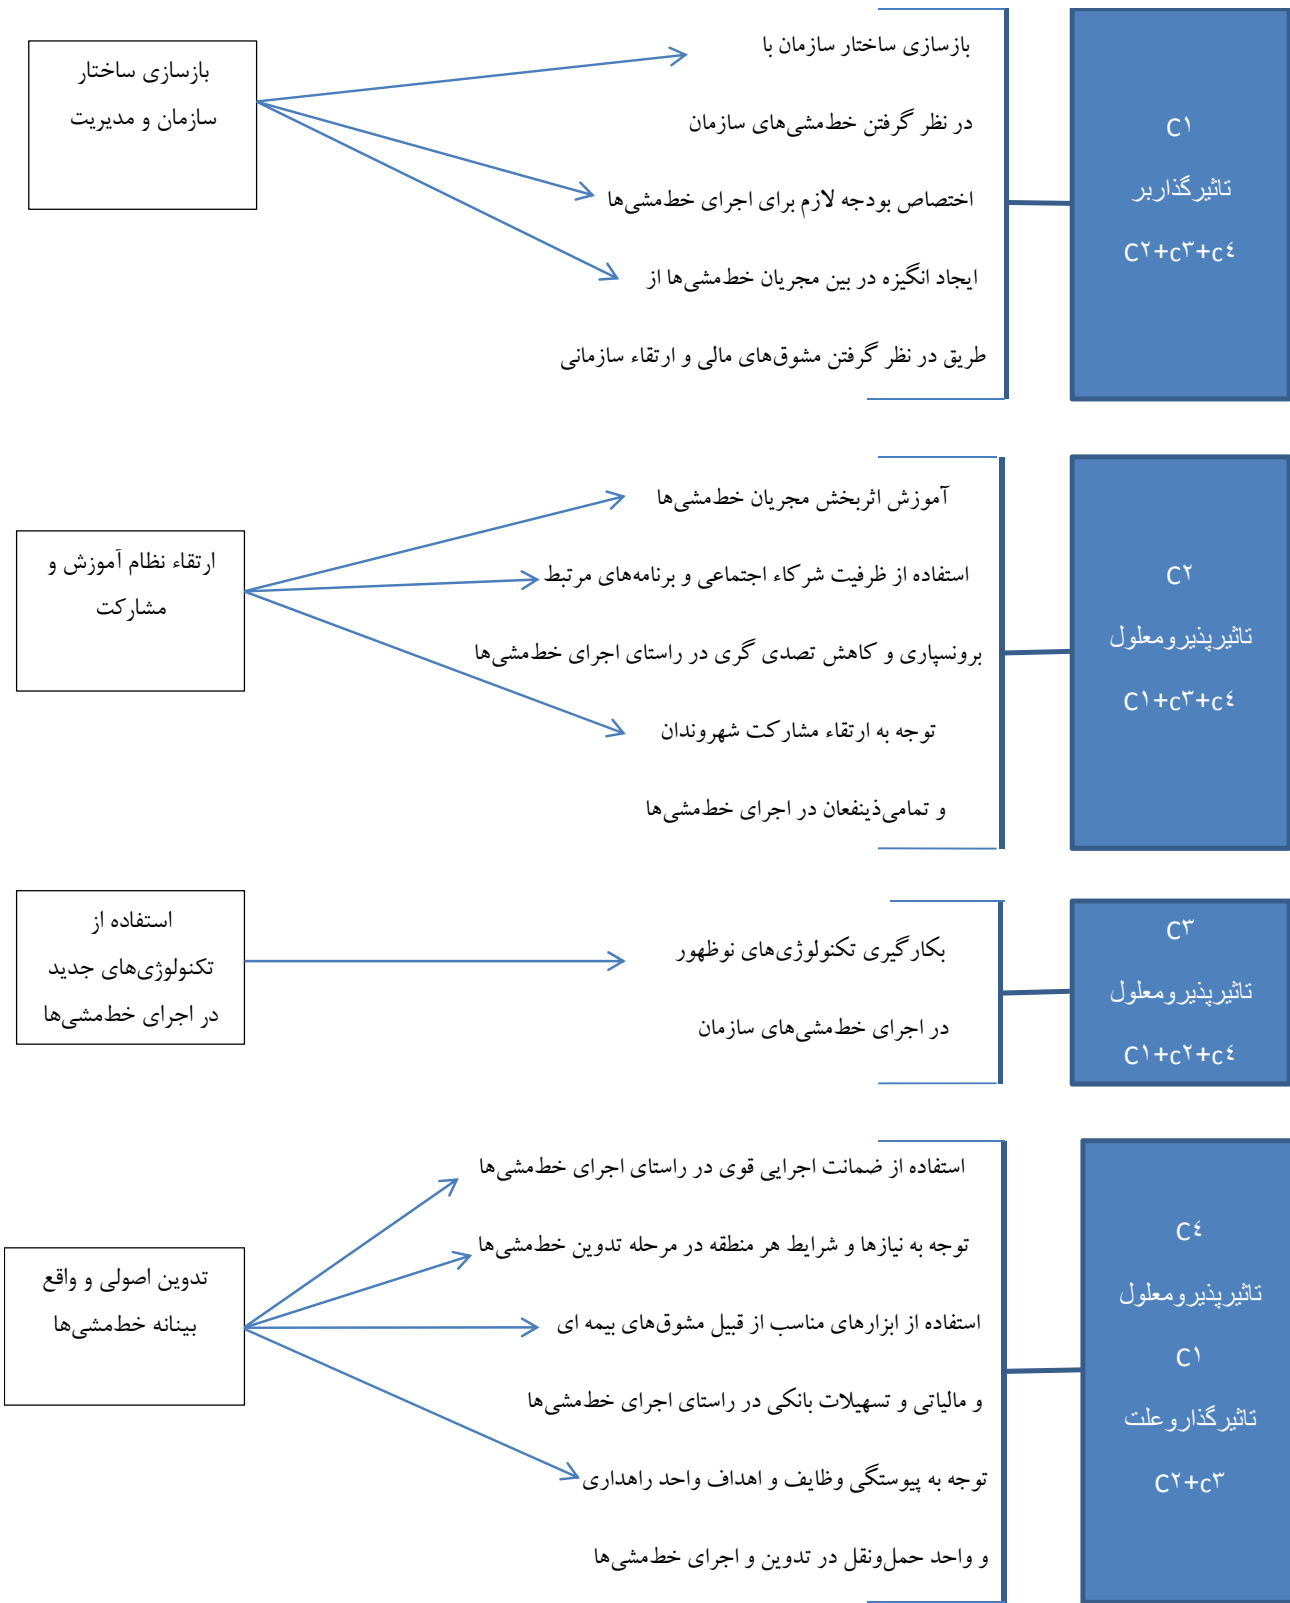 C۱
تاثیرگذاربر
C۲+c۳+c٤
بازسازی ساختار سازمان با
در نظر گرفتن خط‌مشی‌های سازمان
اختصاص بودجه لازم برای اجرای خط‌مشی‌ها
ایجاد انگیزه در بین مجریان خط‌مشی‌ها از
طریق در نظر گرفتن مشوق‌های مالی و ارتقاء سازمانی
بازسازی ساختار
سازمان و مدیریت
C۲
تاثیرپذیرومعلول
C۱+c۳+c٤
آموزش اثربخش مجریان خط‌مشی‌ها
استفاده از ظرفیت شرکاء اجتماعی و برنامه‌های مرتبط
برونسپاری و کاهش تصدی گری در راستای اجرای خط‌مشی‌ها
توجه به ارتقاء مشارکت شهروندان
و تمامی‌ذینفعان در اجرای خط‌مشی‌ها
ارتقاء نظام آموزش و
مشارکت
C۳
تاثیرپذیرومعلول
C۱+c۲+c٤
بکارگیری تکنولوژی‌های نوظهور
در اجرای خط‌مشی‌های سازمان
استفاده از
تکنولوژی‌های جدید
در اجرای خط‌مشی‌ها
C٤
تاثیرپذیرومعلول
C۱
تاثیرگذاروعلت
C۲+c۳
استفاده از ضمانت اجرایی قوی در راستای اجرای خط‌مشی‌ها
توجه به نیازها و شرایط هر منطقه در مرحله تدوین خط‌مشی‌ها
استفاده از ابزارهای مناسب از قبیل مشوق‌های بیمه ای
و مالیاتی و تسهیلات بانکی در راستای اجرای خط‌مشی‌ها
توجه به پیوستگی وظایف و اهداف واحد راهداری
و واحد حمل‌ونقل در تدوین و اجرای خط‌مشی‌ها
تدوین اصولی و واقع
بینانه خط‌مشی‌ها